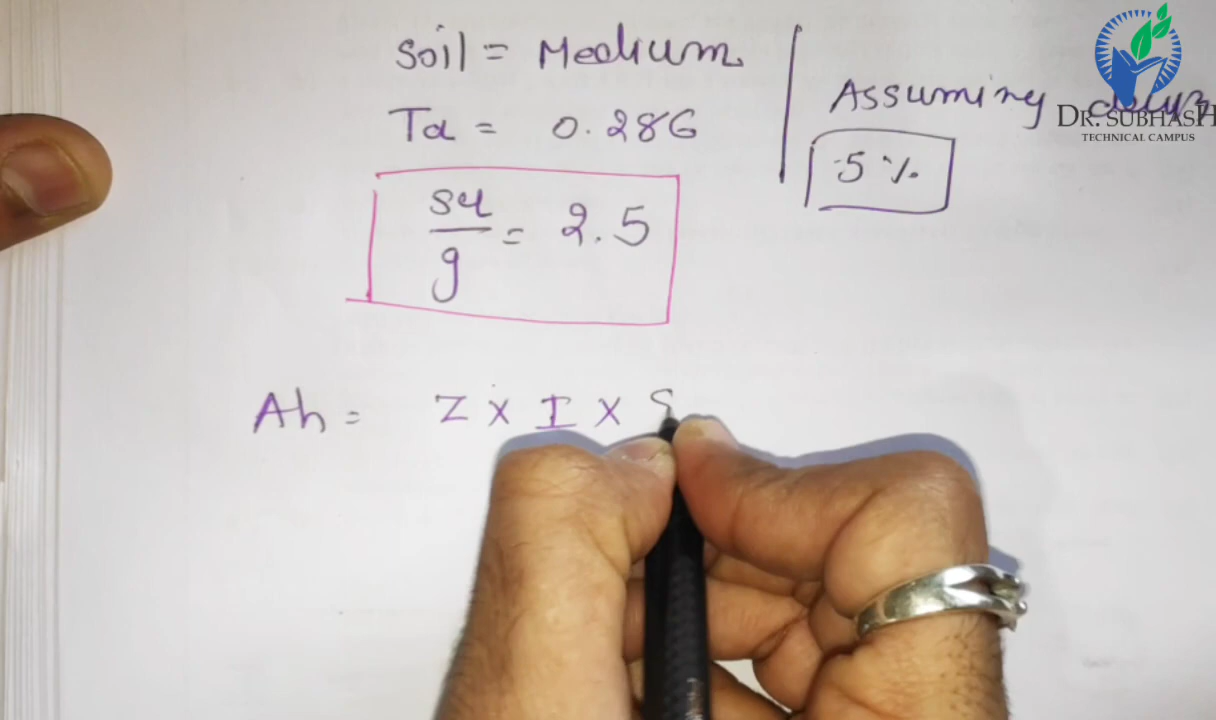 Soil = Medium
Ta = 0.286
Sa
g = 2.5
Assuming
5 %
DR. SUBHASH
TECHNICAL CAMPUS
Ah = Z X I X S